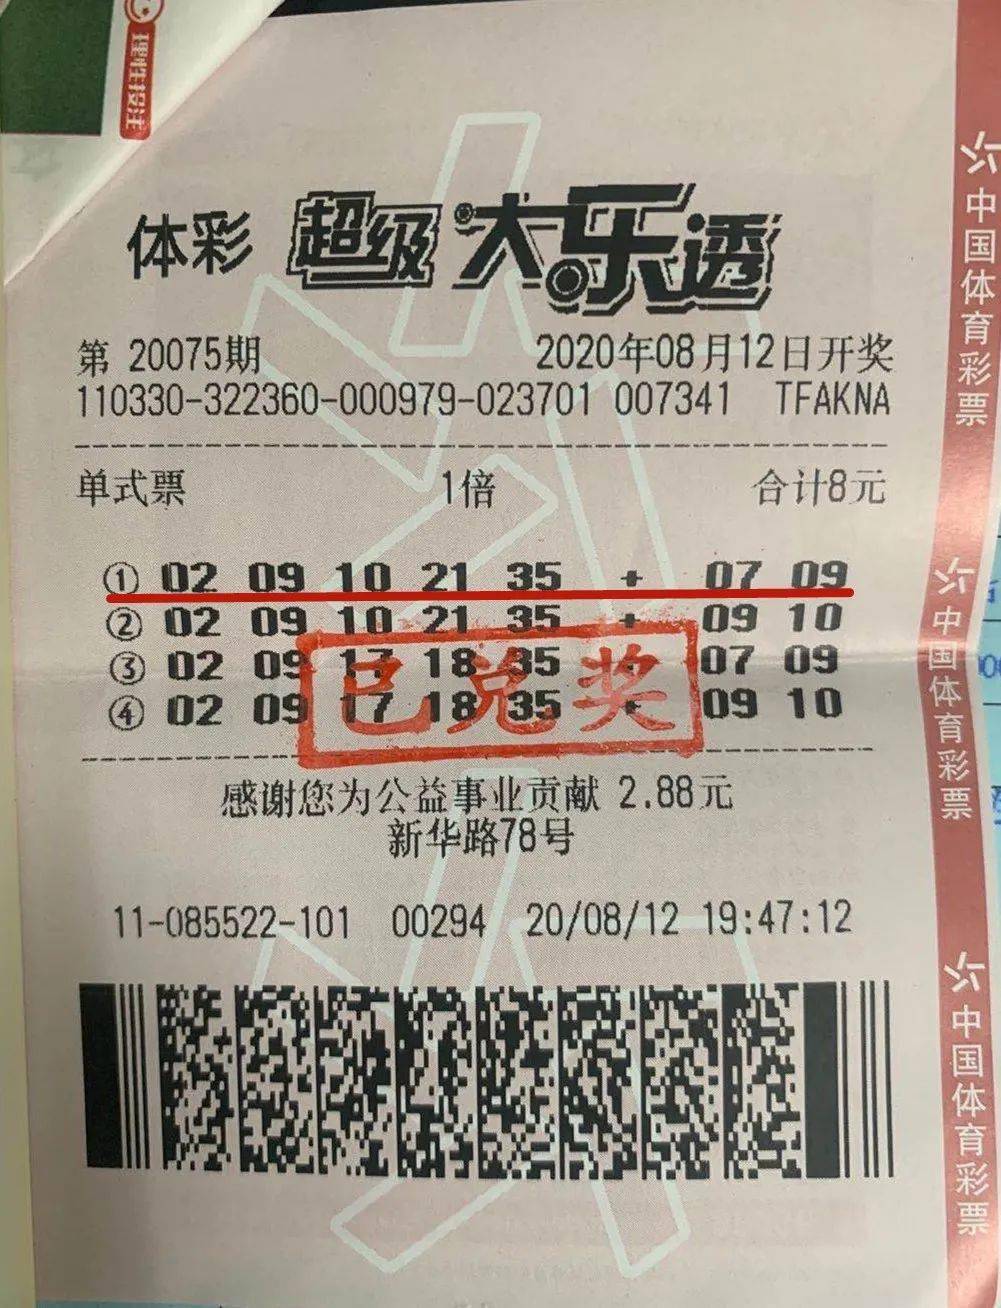 理性投注
体彩 超级大乐透
第 20075期 2020年08月12日开奖
110330-322360-000979-023701 007341 TFAKNA
单式票 1倍 合计8元
① 02 09 10 21 35 + 07 09
② 02 09 10 21 35 + 09 10
③ 02 09 17 18 35 + 07 09
④ 02 09 17 18 35 + 09 10
已兑奖
感谢您为公益事业贡献 2.88元
新华路78号
11-085522-101 00294 20/08/12 19:47:12
中国体育彩票
中国体育彩票
中国体育彩票